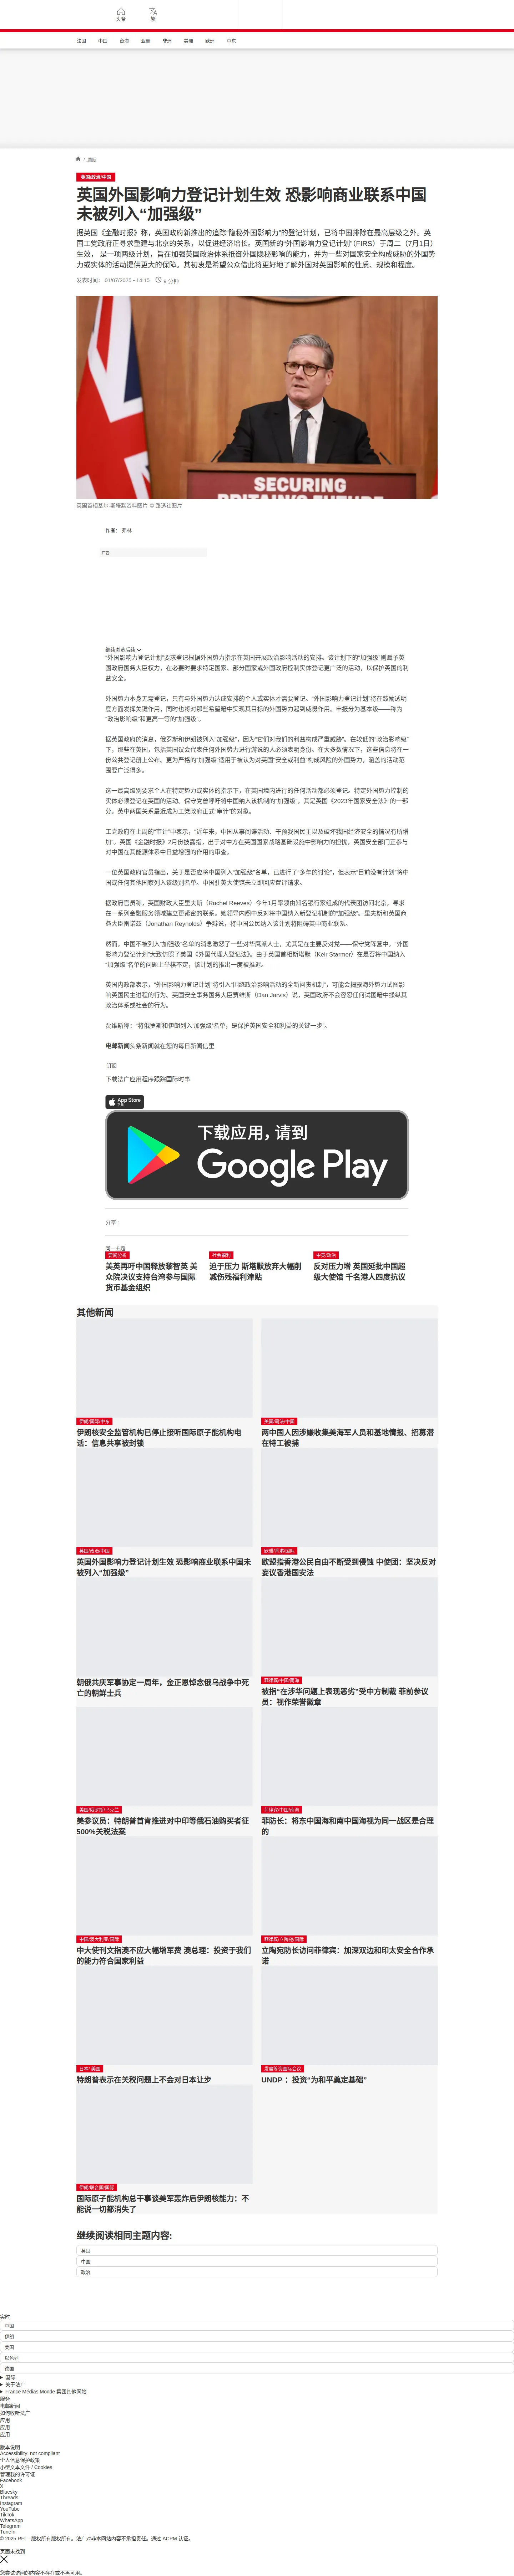 头条
繁
法国
中国
台湾
亚洲
非洲
美洲
欧洲
中东
/ 国际
英国/政治/中国
英国外国影响力登记计划生效 恐影响商业联系中国
未被列入“加强级”
据英国《金融时报》称，英国政府新推出的追踪“隐秘外国影响力”的登记计划，已将中国排除在最高层级之外。英
国工党政府正寻求重建与北京的关系，以促进经济增长。英国新的“外国影响力登记计划”（FIRS）于周二（7月1日）
生效， 是一项两级计划，旨在加强英国政治体系抵御外国隐秘影响的能力，并为一些对国家安全构成威胁的外国势
力或实体的活动提供更大的保障。其初衷是希望公众借此将更好地了解外国对英国影响的性质、规模和程度。
发表时间： 01/07/2025 - 14:15
9 分钟
SECURING
BRITAIN'S FUTURE
英国首相基尔·斯塔默资料图片 © 路透社图片
作者： 弗林
广告
继续浏览后续
“外国影响力登记计划”要求登记根据外国势力指示在英国开展政治影响活动的安排。该计划下的“加强级”则赋予英
国政府国务大臣权力，在必要时要求特定国家、部分国家或外国政府控制实体登记更广泛的活动，以保护英国的利
益安全。
外国势力本身无需登记，只有与外国势力达成安排的个人或实体才需要登记。“外国影响力登记计划”将在鼓励透明
度方面发挥关键作用，同时也将对那些希望暗中实现其目标的外国势力起到威慑作用。申报分为基本级——称为
“政治影响级”和更高一等的“加强级”。
据英国政府的消息，俄罗斯和伊朗被列入“加强级”，因为“它们对我们的利益构成严重威胁”。在较低的“政治影响级”
下，那些在英国，包括英国议会代表任何外国势力进行游说的人必须表明身份。在大多数情况下，这些信息将在一
份公共登记册上公布。更为严格的“加强级”适用于被认为对英国“安全或利益”构成风险的外国势力，涵盖的活动范
围要广泛得多。
这一最高级别要求个人在特定势力或实体的指示下，在英国境内进行的任何活动都必须登记。特定外国势力控制的
实体必须登记在英国的活动。保守党曾呼吁将中国纳入该机制的“加强级”，其是英国《2023年国家安全法》的一部
分。英中两国关系最近成为工党政府正式“审计”的对象。
工党政府在上周的“审计”中表示，“近年来，中国从事间谍活动、干预我国民主以及破坏我国经济安全的情况有所增
加”。英国《金融时报》2月份披露指，出于对中方在英国国家战略基础设施中影响力的担忧，英国安全部门正参与
对中国在其能源体系中日益增强的作用的审查。
一位英国政府官员指出，关于是否应将中国列入“加强级”名单，已进行了“多年的讨论”，但表示“目前没有计划”将中
国或任何其他国家列入该级别名单。中国驻英大使馆未立即回应置评请求。
据政府官员称，英国财政大臣里夫斯（Rachel Reeves）今年1月率领由知名银行家组成的代表团访问北京，寻求
在一系列金融服务领域建立更紧密的联系。她领导内阁中反对将中国纳入新登记机制的“加强级”。里夫斯和英国商
务大臣雷诺兹（Jonathan Reynolds）争辩说，将中国公民纳入该计划将阻碍英中商业联系。
然而，中国不被列入“加强级”名单的消息激怒了一些对华鹰派人士，尤其是在主要反对党——保守党阵营中。“外国
影响力登记计划”大致仿照了美国《外国代理人登记法》。由于英国首相斯塔默（Keir Starmer）在是否将中国纳入
“加强级”名单的问题上举棋不定，该计划的推出一度被推迟。
英国内政部表示，“外国影响力登记计划”将引入“围绕政治影响活动的全新问责机制”，可能会揭露海外势力试图影
响英国民主进程的行为。英国安全事务国务大臣贾维斯（Dan Jarvis）说，英国政府不会容忍任何试图暗中操纵其
政治体系或社会的行为。
贾维斯称：“将俄罗斯和伊朗列入‘加强级’名单，是保护英国安全和利益的关键一步”。
电邮新闻头条新闻就在您的每日新闻信里
订阅
下载法广应用程序跟踪国际时事
App Store
下载
下载应用，请到
Google Play
分享 :
同一主题
要闻分析
美英再吁中国释放黎智英 美
众院决议支持台湾参与国际
货币基金组织
社会福利
迫于压力 斯塔默放弃大幅削
减伤残福利津贴
中英/政治
反对压力增 英国延批中国超
级大使馆 千名港人四度抗议
其他新闻
伊朗/国际/中东
伊朗核安全监管机构已停止接听国际原子能机构电
话：信息共享被封锁
美国/司法/中国
两中国人因涉嫌收集美海军人员和基地情报、招募潜
在特工被捕
英国/政治/中国
英国外国影响力登记计划生效 恐影响商业联系中国未
被列入“加强级”
欧盟/香港/国际
欧盟指香港公民自由不断受到侵蚀 中使团：坚决反对
妄议香港国安法
朝俄共庆军事协定一周年，金正恩悼念俄乌战争中死
亡的朝鲜士兵
菲律宾/中国/南海
被指“在涉华问题上表现恶劣”受中方制裁 菲前参议
员：视作荣誉徽章
美国/俄罗斯/乌克兰
美参议员：特朗普首肯推进对中印等俄石油购买者征
500%关税法案
菲律宾/中国/南海
菲防长：将东中国海和南中国海视为同一战区是合理
的
中国/澳大利亚/国际
中大使刊文指澳不应大幅增军费 澳总理：投资于我们
的能力符合国家利益
菲律宾/立陶宛/国际
立陶宛防长访问菲律宾：加深双边和印太安全合作承
诺
日本/ 美国
特朗普表示在关税问题上不会对日本让步
发展筹资国际会议
UNDP ：投资“为和平奠定基础”
伊朗/联合国/国际
国际原子能机构总干事谈美军轰炸后伊朗核能力：不
能说一切都消失了
继续阅读相同主题内容:
英国
中国
政治
实时
中国
伊朗
美国
以色列
德国
国际
关于法广
France Médias Monde 集团其他网站
服务
电邮新闻
如何收听法广
应用
应用
应用
版本说明
Accessibility: not compliant
个人信息保护政策
小型文本文件 / Cookies
管理我的许可证
Facebook
X
Bluesky
Threads
Instagram
YouTube
TikTok
WhatsApp
Telegram
TuneIn
© 2025 RFI – 版权所有版权所有。法广对非本网站内容不承担责任。通过 ACPM 认证。
页面未找到
您尝试访问的内容不存在或不再可用。